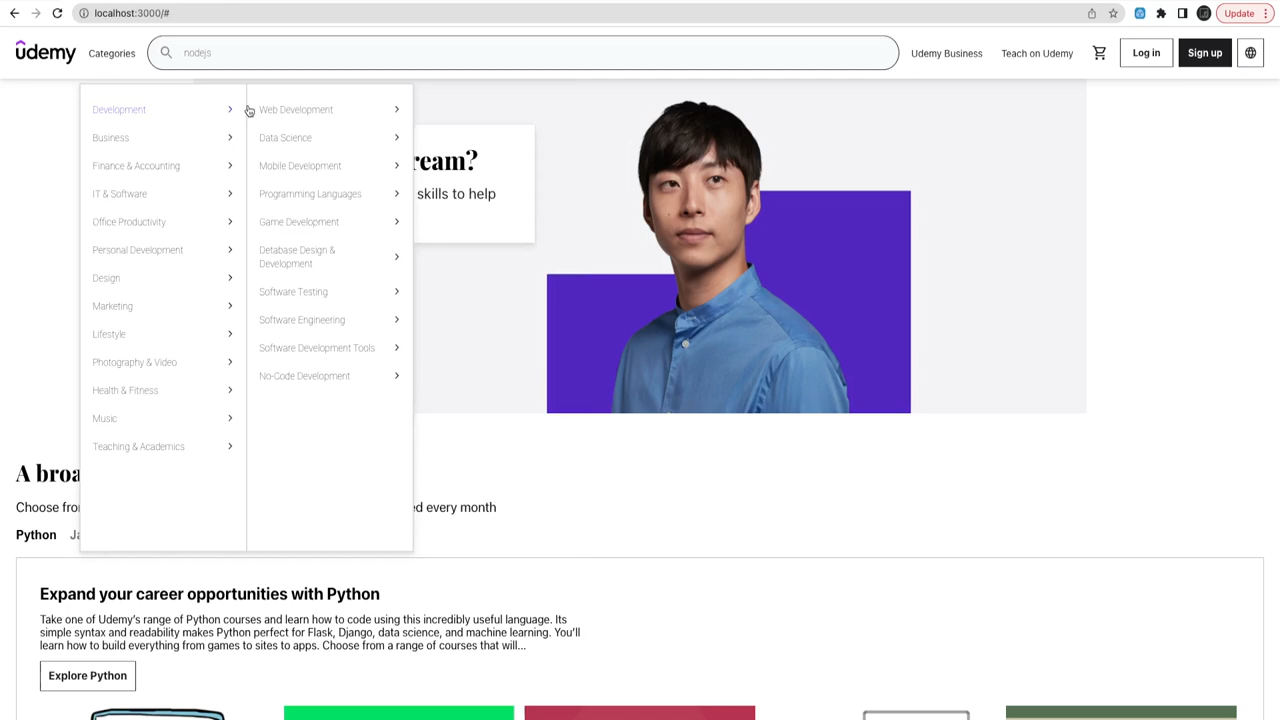 localhost:3000/#
Update
udemy
Categories
nodejs
Udemy Business
Teach on Udemy
Log in
Sign up
Development
Business
Finance & Accounting
IT & Software
Office Productivity
Personal Development
Design
Marketing
Lifestyle
Photography & Video
Health & Fitness
Music
Teaching & Academics
Web Development
Data Science
Mobile Development
Programming Languages
Game Development
Detabase Design &
Development
Software Testing
Software Engineering
Software Development Tools
No-Code Development
ream?
skills to help
A broa
Choose fro
ed every month
Python
Ja
Expand your career opportunities with Python
Take one of Udemy's range of Python courses and learn how to code using this incredibly useful language. Its
simple syntax and readability makes Python perfect for Flask, Django, data science, and machine learning. You'll
learn how to build everything from games to sites to apps. Choose from a range of courses that will...
Explore Python